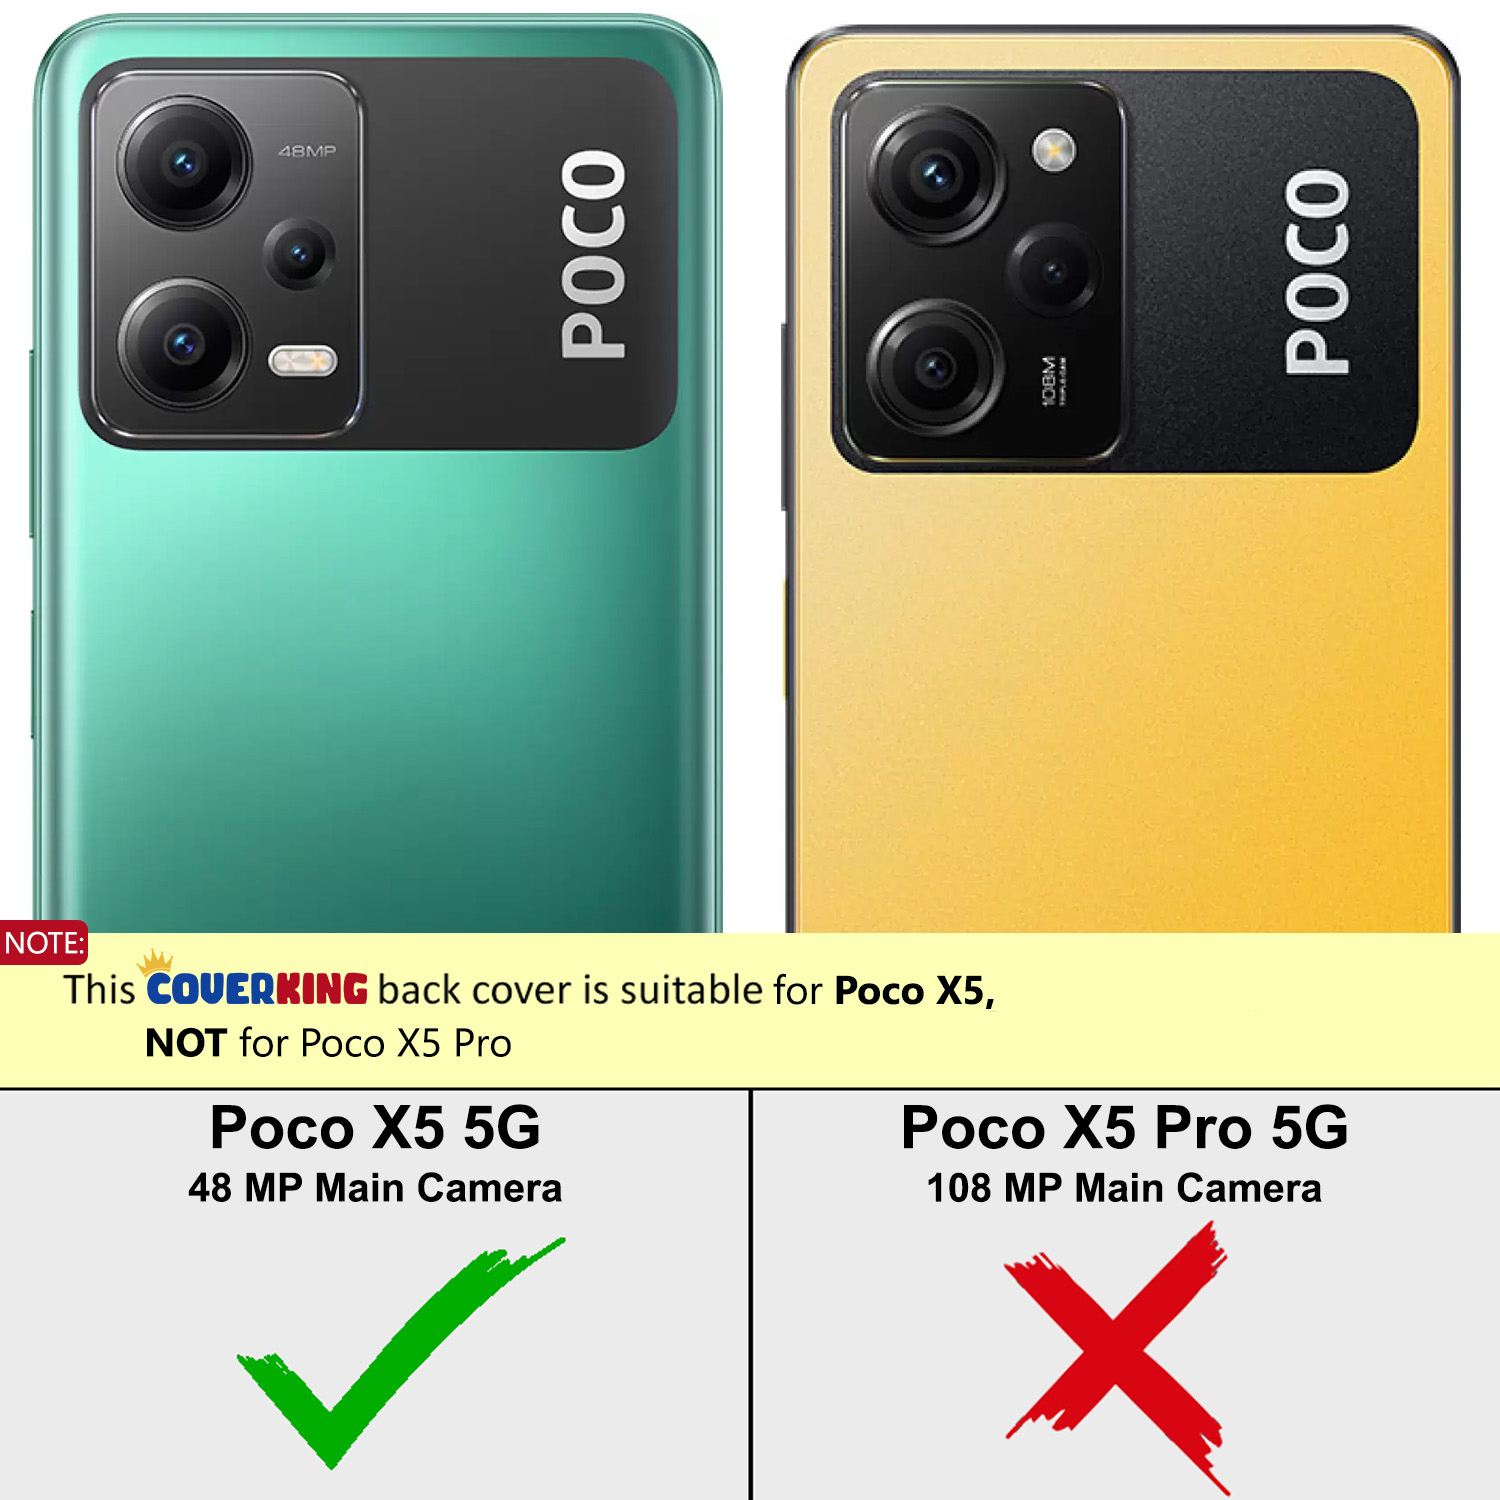 48MP
POCO
POCO
108M
NOTE:
This COVERKING back cover is suitable for Poco X5,
NOT for Poco X5 Pro
Poco X5 5G
48 MP Main Camera
Poco X5 Pro 5G
108 MP Main Camera